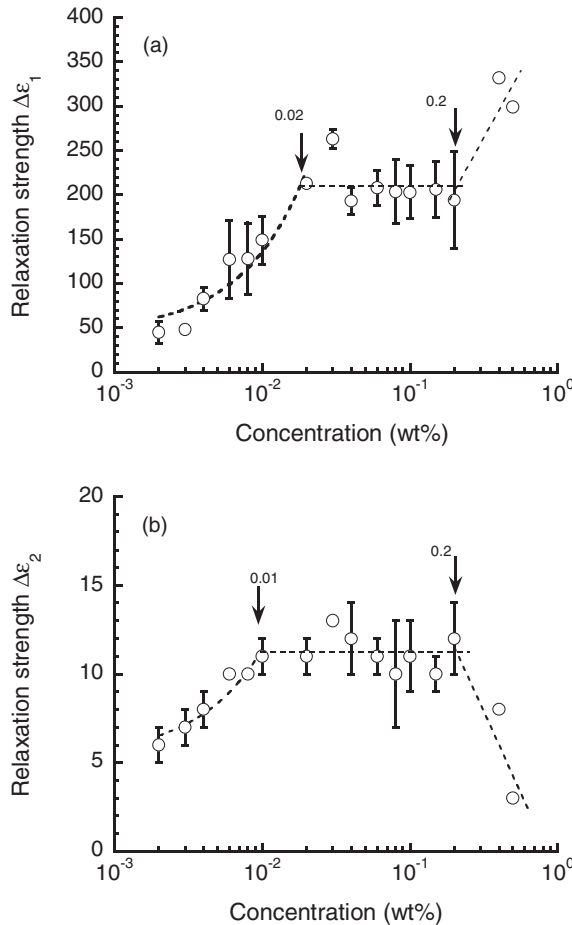 (a)
Relaxation strength Δε₁
400
350
300
250
200
150
100
50
0
0.02
0.2
10⁻³ 10⁻² 10⁻¹ 10⁰
Concentration (wt%)
(b)
Relaxation strength Δε₂
20
15
10
5
0
0.01
0.2
10⁻³ 10⁻² 10⁻¹ 10⁰
Concentration (wt%)